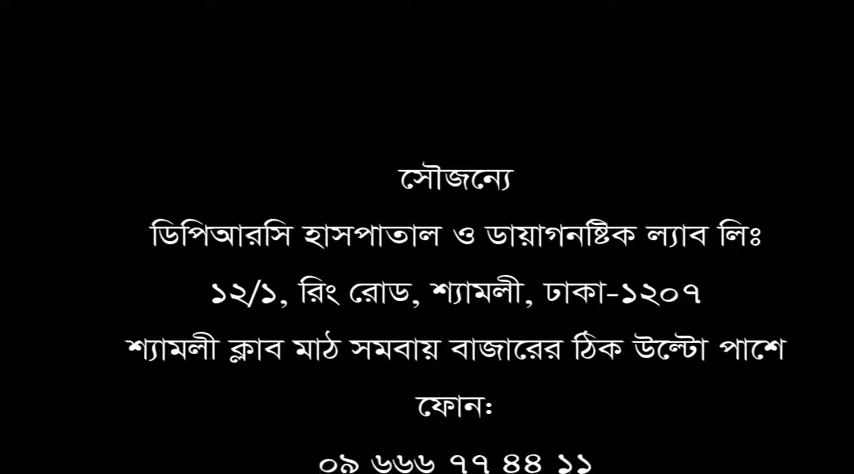 সৌজন্যে
ডিপিআরসি হাসপাতাল ও ডায়াগনষ্টিক ল্যাব লিঃ
১২/১, রিং রোড, শ্যামলী, ঢাকা-১২০৭
শ্যামলী ক্লাব মাঠ সমবায় বাজারের ঠিক উল্টো পাশে
ফোন:
০৯ ৬৬৬ ৭৭ ৪৪ ১১